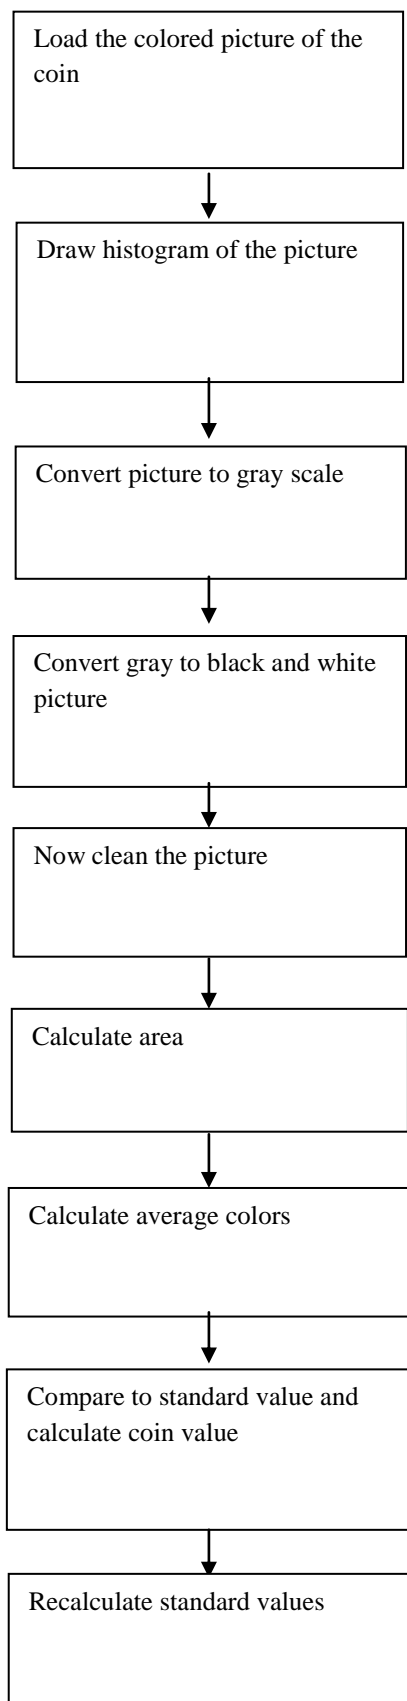 Load the colored picture of the
coin
Draw histogram of the picture
Convert picture to gray scale
Convert gray to black and white
picture
Now clean the picture
Calculate area
Calculate average colors
Compare to standard value and
calculate coin value
Recalculate standard values